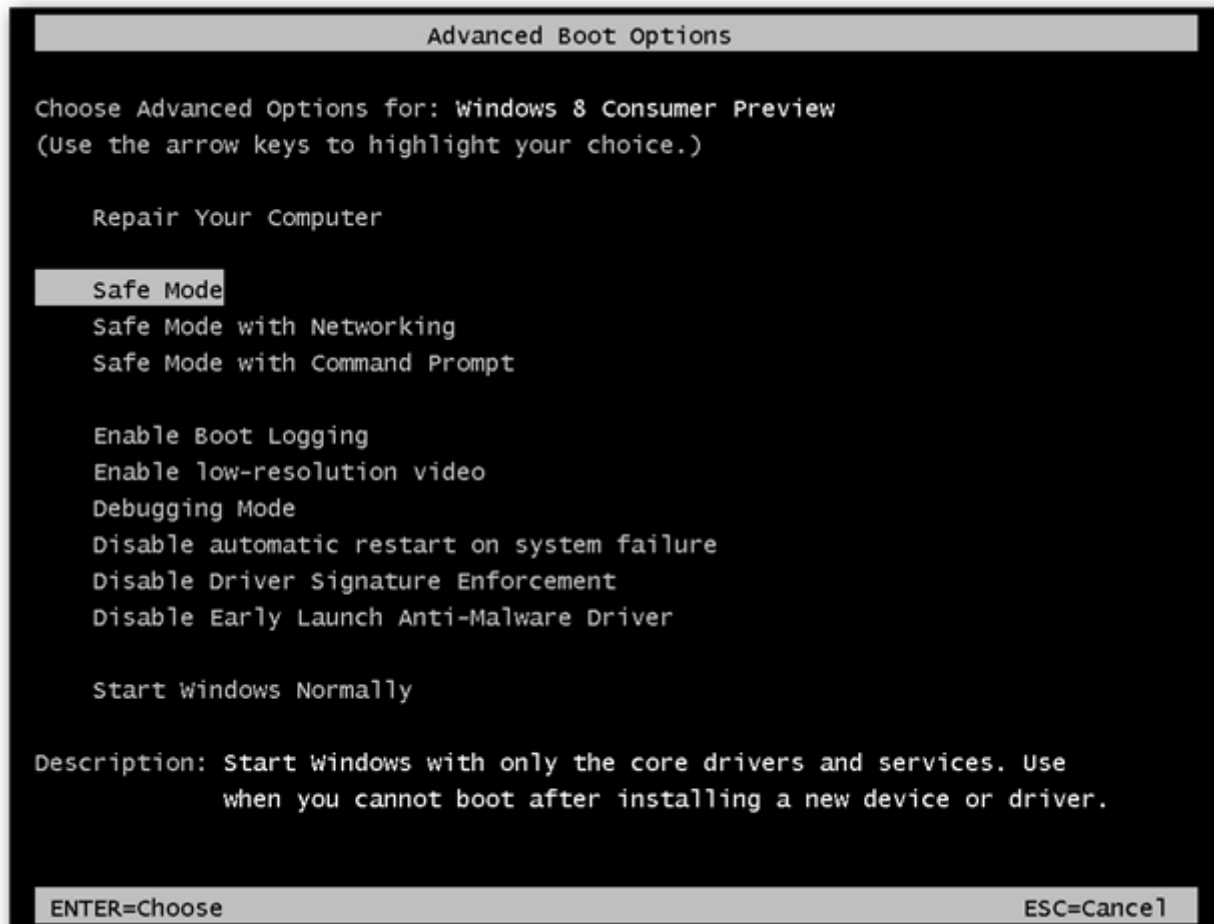 Advanced Boot Options
Choose Advanced Options for: Windows 8 Consumer Preview
(Use the arrow keys to highlight your choice.)
Repair Your Computer
Safe Mode
Safe Mode with Networking
Safe Mode with Command Prompt
Enable Boot Logging
Enable low-resolution video
Debugging Mode
Disable automatic restart on system failure
Disable Driver Signature Enforcement
Disable Early Launch Anti-Malware Driver
Start Windows Normally
Description: Start Windows with only the core drivers and services. Use
when you cannot boot after installing a new device or driver.
ENTER=Choose ESC=Cancel